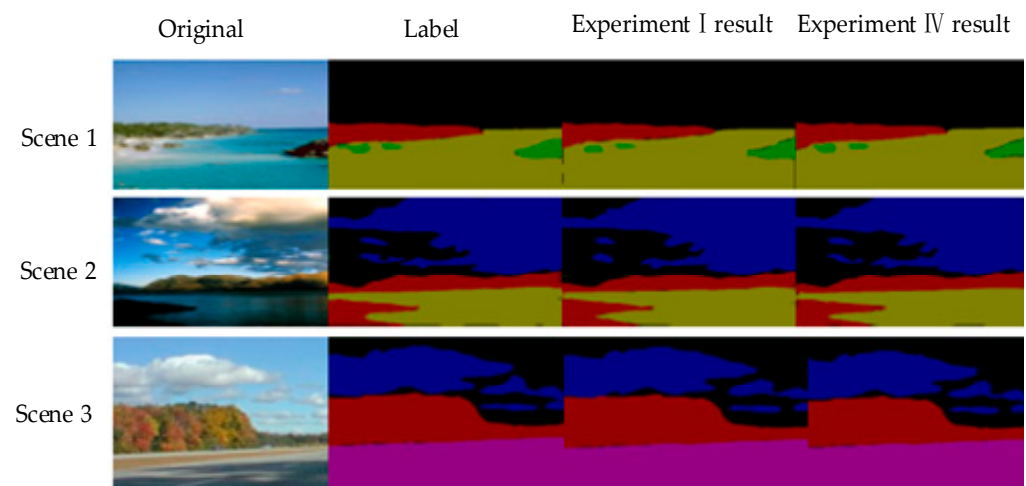 Original Label Experiment Ⅰ result Experiment Ⅳ result
Scene 1
Scene 2
Scene 3